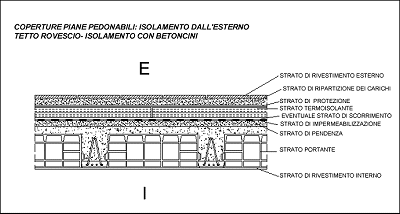 COPERTURE PIANE PEDONABILI: ISOLAMENTO DALL'ESTERNO
TETTO ROVESCIO- ISOLAMENTO CON BETONCINI
E
STRATO DI RIVESTIMENTO ESTERNO
STRATO DI RIPARTIZIONE DEI CARICHI
STRATO DI PROTEZIONE
STRATO TERMOISOLANTE
EVENTUALE STRATO DI SCORRIMENTO
STRATO DI IMPERMEABILIZZAZIONE
STRATO DI PENDENZA
STRATO PORTANTE
STRATO DI RIVESTIMENTO INTERNO
I